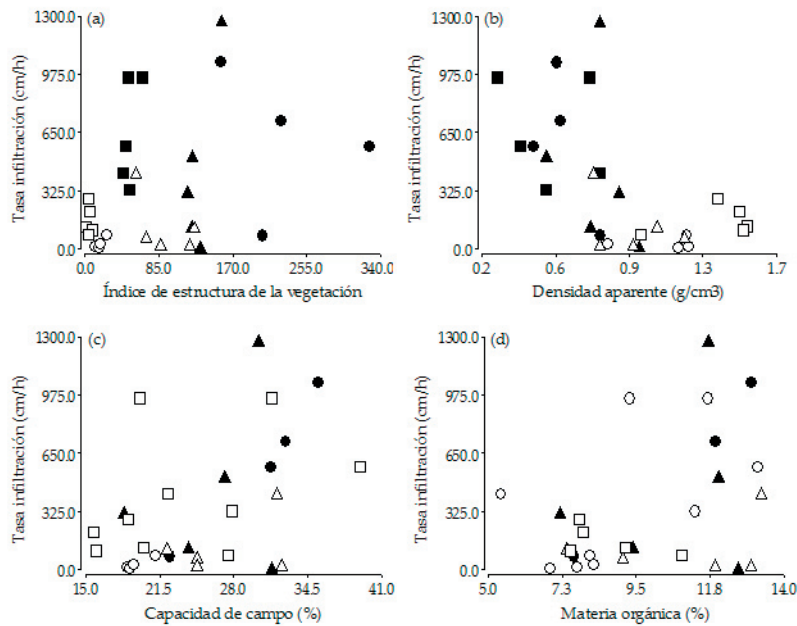 (a)
1300.0
975.0
650.0
325.0
0.0
Tasa infiltración (cm/h)
0.0 85.0 1700.0 2555.0 340.0
Índice de estructura de la vegetación
(b)
1300.0
975.0
650.0
325.0
0.0
Tasa infiltración (cm/h)
0.2 0.6 0.9 1.3 1.7
Densidad aparente (g/cm3)
(c)
1300.0
975.0
650.0
325.0
0.0
Tasa infiltración (cm/h)
15.0 21.5 28.0 34.5 41.0
Capacidad de campo (%)
(d)
1300.0
975.0
650.0
325.0
0.0
Tasa infiltración (cm/h)
5.0 7.3 9.5 11.8 14.0
Materia orgánica (%)